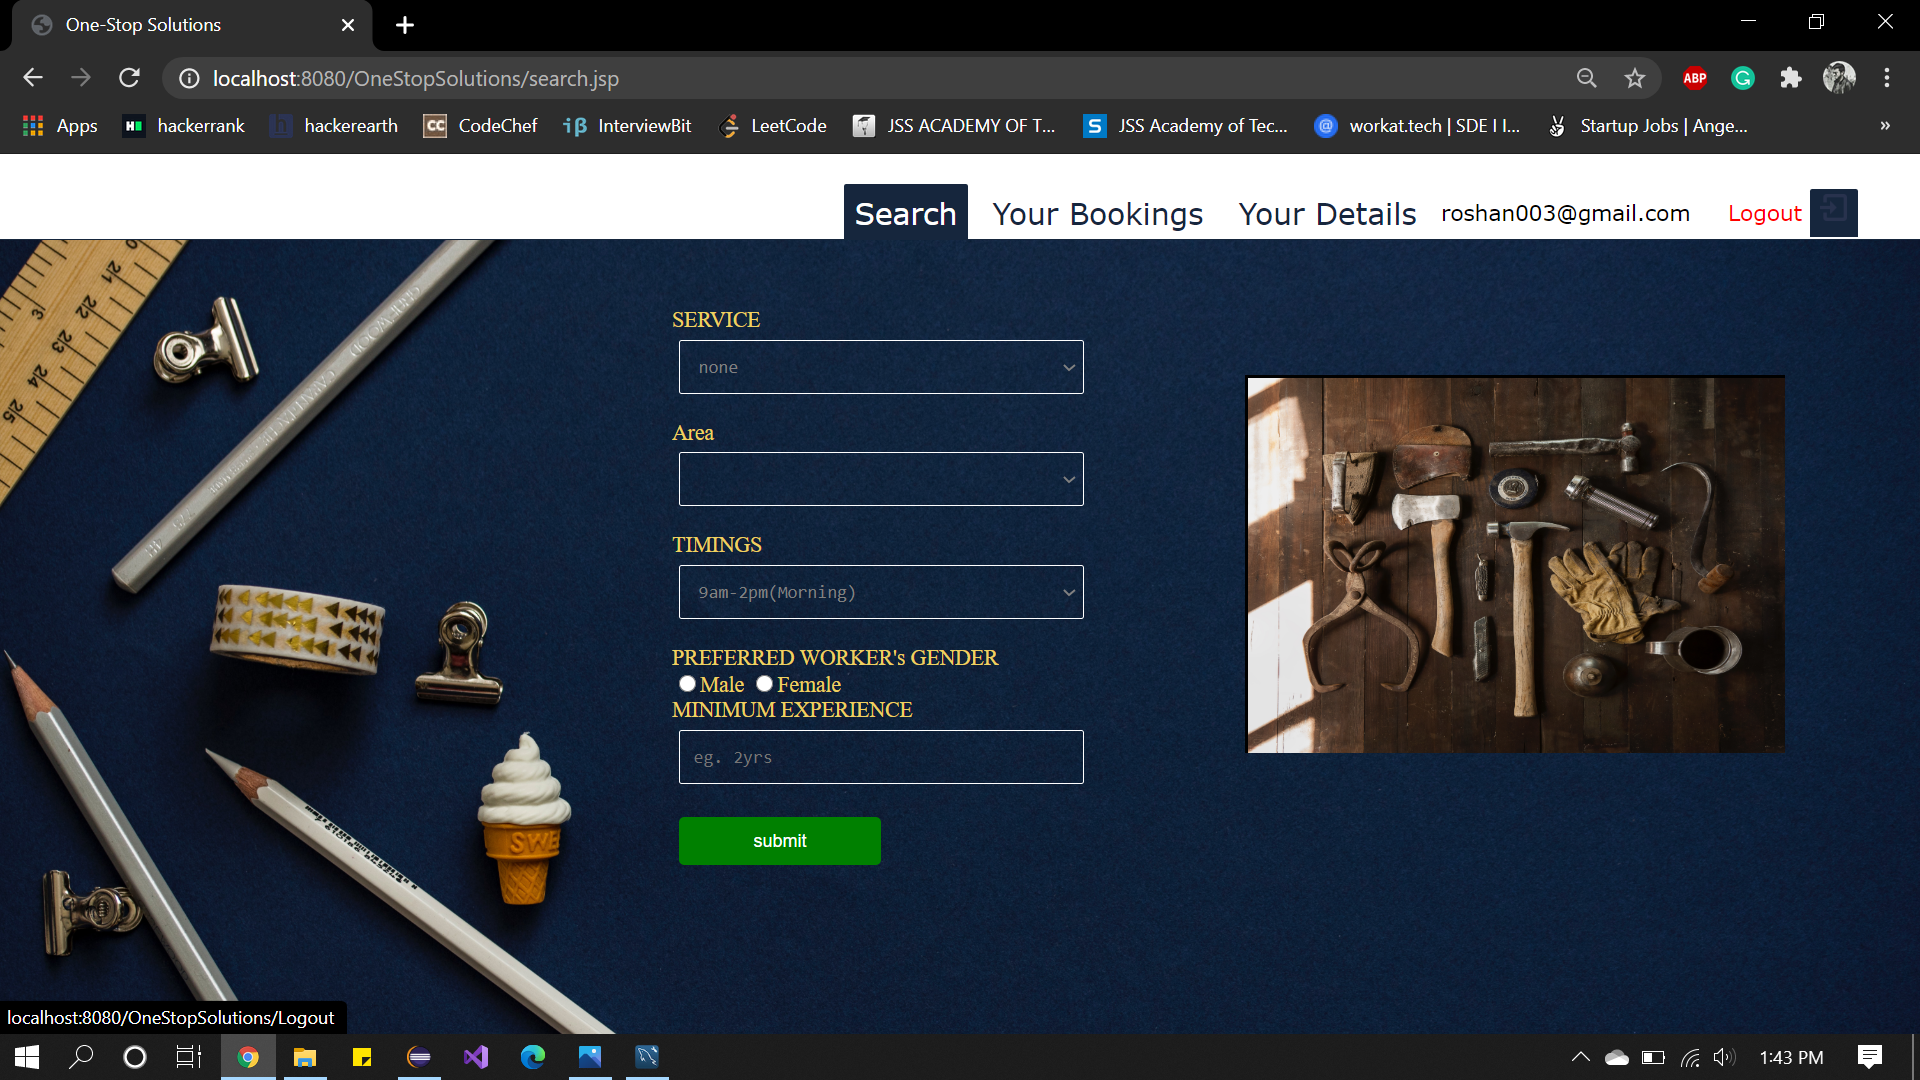 One-Stop Solutions
localhost:8080/OneStopSolutions/search.jsp
ABP
Apps hackerrank hackerearth CodeChef InterviewBit LeetCode JSS ACADEMY OF T... JSS Academy of Tec... workat.tech | SDE I I... Startup Jobs | Ange... »
Search Your Bookings Your Details roshan003@gmail.com Logout
SERVICE
none
Area
TIMINGS
9am-2pm(Morning)
PREFERRED WORKER's GENDER
Male Female
MINIMUM EXPERIENCE
eg. 2yrs
submit
SWE
localhost:8080/OneStopSolutions/Logout
1:43 PM